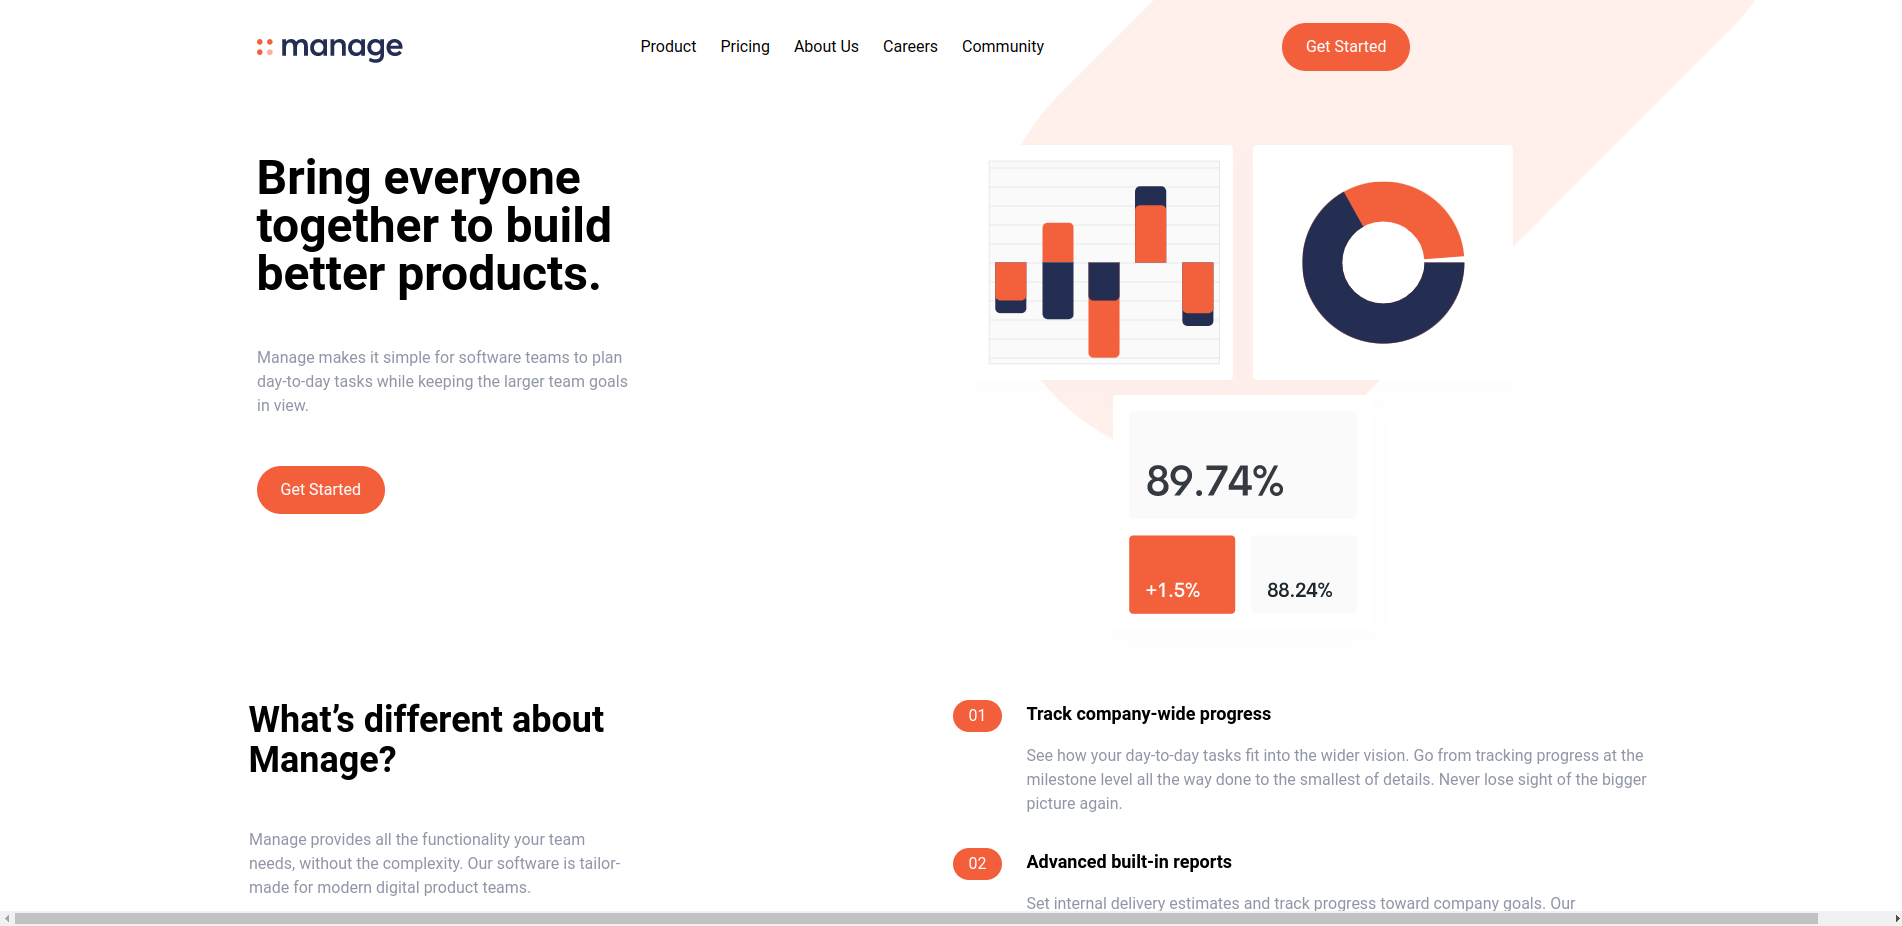 manage
Product Pricing About Us Careers Community
Get Started
Bring everyone
together to build
better products.
Manage makes it simple for software teams to plan
day-to-day tasks while keeping the larger team goals
in view.
Get Started
89.74%
+1.5%
88.24%
What’s different about
Manage?
Manage provides all the functionality your team
needs, without the complexity. Our software is tailor-
made for modern digital product teams.
01
Track company-wide progress
See how your day-to-day tasks fit into the wider vision. Go from tracking progress at the
milestone level all the way done to the smallest of details. Never lose sight of the bigger
picture again.
02
Advanced built-in reports
Set internal delivery estimates and track progress toward company goals. Our